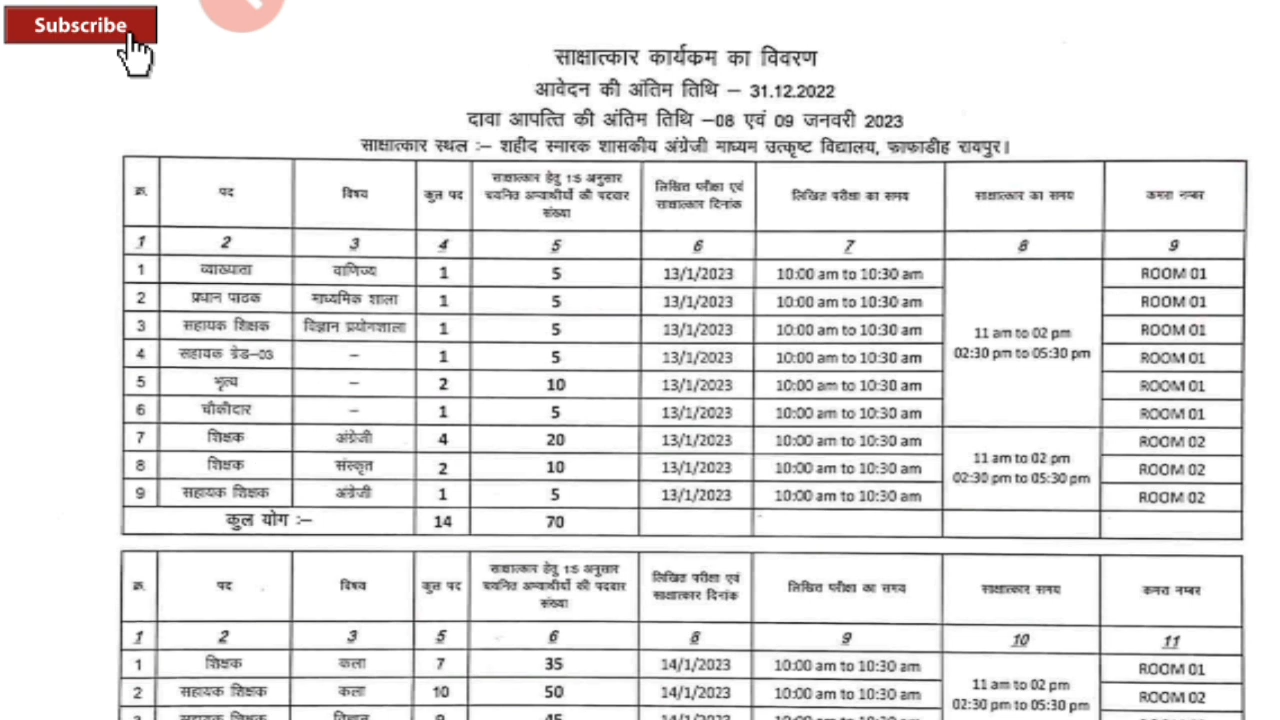 Subscribe
साक्षात्कार कार्यकम का विवरण
आवेदन की अंतिम तिथि – 31.12.2022
दावा आपत्ति की अंतिम तिथि –08 एवं 09 जनवरी 2023
साक्षात्कार स्थल :– शहीद स्मारक शासकीय अंग्रेजी माध्यम उत्कृष्ट विद्यालय, फाफाडीह रायपुर।
क्र. पद विषय कुल पद साक्षात्कार हेतु 1:5 अनुसार चयनित अभ्यार्थीयों की पदवार संख्या लिखित परीक्षा एवं साक्षात्कार दिनांक लिखित परीक्षा का समय साक्षात्कार का समय कमरा नम्बर
1 2 3 4 5 6 7 8 9
1 व्याख्याता वाणिज्य 1 5 13/1/2023 10:00 am to 10:30 am ROOM 01
2 प्रधान पाठक माध्यमिक शाला 1 5 13/1/2023 10:00 am to 10:30 am ROOM 01
3 सहायक शिक्षक विज्ञान प्रयोगशाला 1 5 13/1/2023 10:00 am to 10:30 am ROOM 01
11 am to 02 pm
4 सहायक ग्रेड–03 – 1 5 13/1/2023 10:00 am to 10:30 am 02:30 pm to 05:30 pm ROOM 01
5 भृत्य – 2 10 13/1/2023 10:00 am to 10:30 am ROOM 01
6 चौकीदार – 1 5 13/1/2023 10:00 am to 10:30 am ROOM 01
7 शिक्षक अंग्रेजी 4 20 13/1/2023 10:00 am to 10:30 am ROOM 02
11 am to 02 pm
8 शिक्षक संस्कृत 2 10 13/1/2023 10:00 am to 10:30 am ROOM 02
02:30 pm to 05:30 pm
9 सहायक शिक्षक अंग्रेजी 1 5 13/1/2023 10:00 am to 10:30 am ROOM 02
कुल योग :– 14 70
क्र. पद विषय कुल पद साक्षात्कार हेतु 1:5 अनुसार चयनित अभ्यार्थीयों की पदवार संख्या लिखित परीक्षा एवं साक्षात्कार दिनांक लिखित परीक्षा का समय साक्षात्कार समय कमरा नम्बर
1 2 3 5 6 8 9 10 11
1 शिक्षक कला 7 35 14/1/2023 10:00 am to 10:30 am ROOM 01
11 am to 02 pm
2 सहायक शिक्षक कला 10 50 14/1/2023 10:00 am to 10:30 am ROOM 02
02:30 pm to 05:30 pm
सहायक शिक्षक विज्ञान 45 14/1/2023